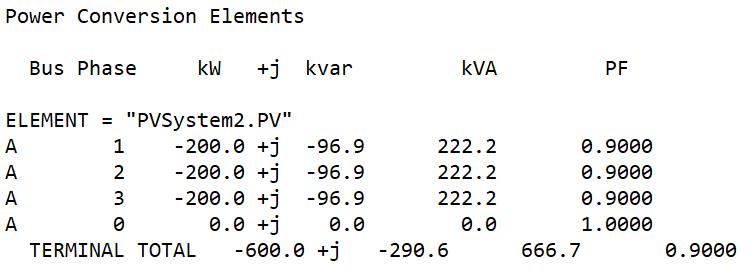 Power Conversion Elements
Bus Phase kW +j kvar kVA PF
ELEMENT = "PVSystem2.PV"
A 1 -200.0 +j -96.9 222.2 0.9000
A 2 -200.0 +j -96.9 222.2 0.9000
A 3 -200.0 +j -96.9 222.2 0.9000
A 0 0.0 +j 0.0 0.0 1.0000
TERMINAL TOTAL -600.0 +j -290.6 666.7 0.9000